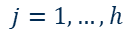 j = 1, … , h